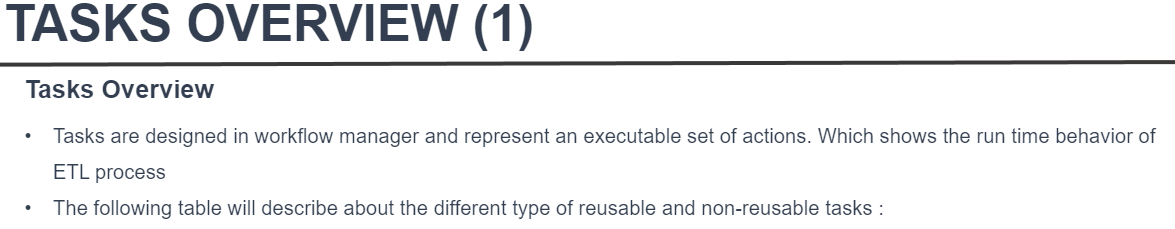 TASKS OVERVIEW (1)
Tasks Overview
• Tasks are designed in workflow manager and represent an executable set of actions. Which shows the run time behavior of
ETL process
• The following table will describe about the different type of reusable and non-reusable tasks :